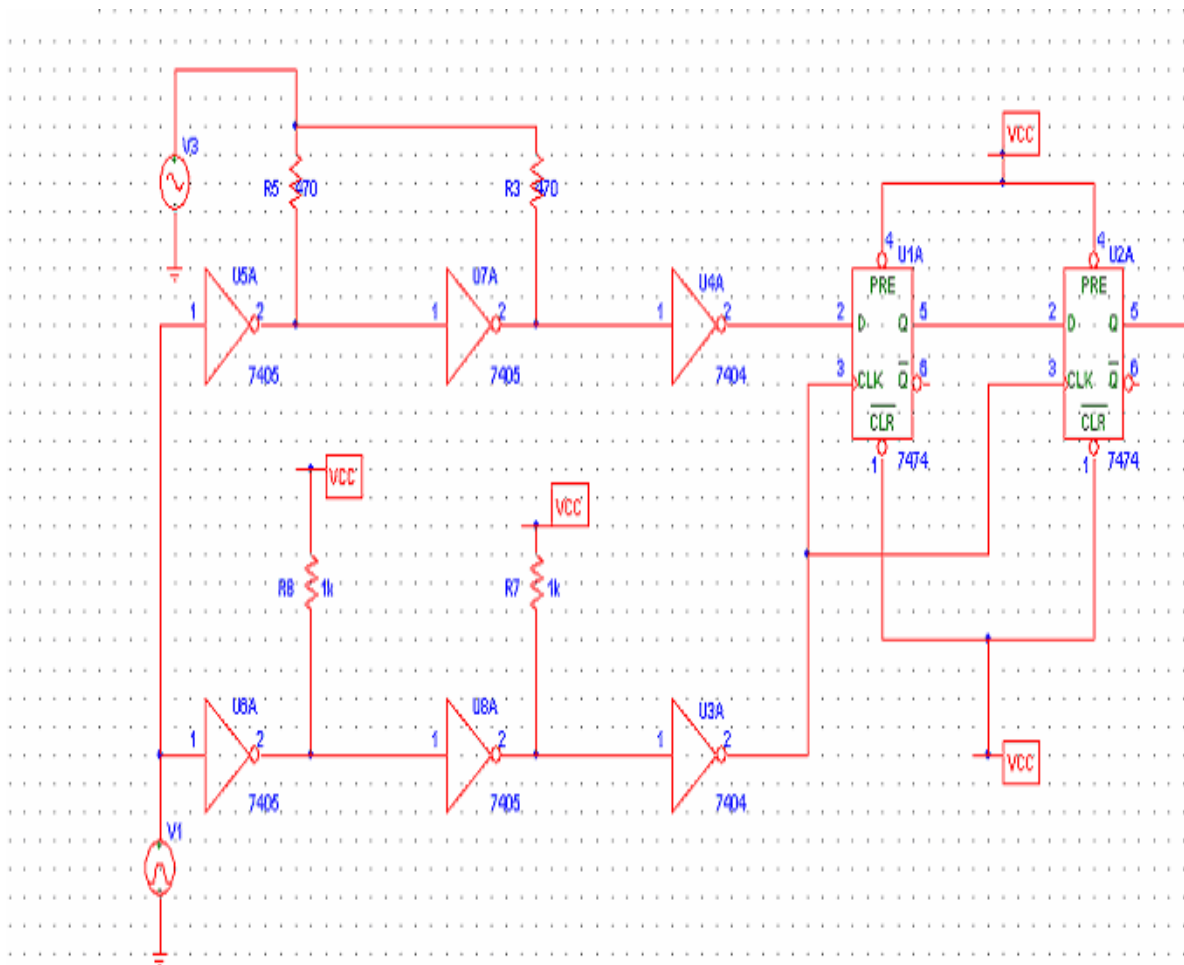 VCC
V3
R5 470
R3 470
4
4
U1A
U2A
U5A
U7A
U4A
PRE
PRE
1 2
1 2
1 2
2 D Q 5
2 D Q 5
7405
7405
7404
3 CLK Q 6
3 CLK Q 6
CLR
CLR
1 7474
1 7474
VCC
VCC
R8 1k
R7 1k
U6A
U8A
U3A
1 2
1 2
1 2
VCC
7405
7405
7404
V1